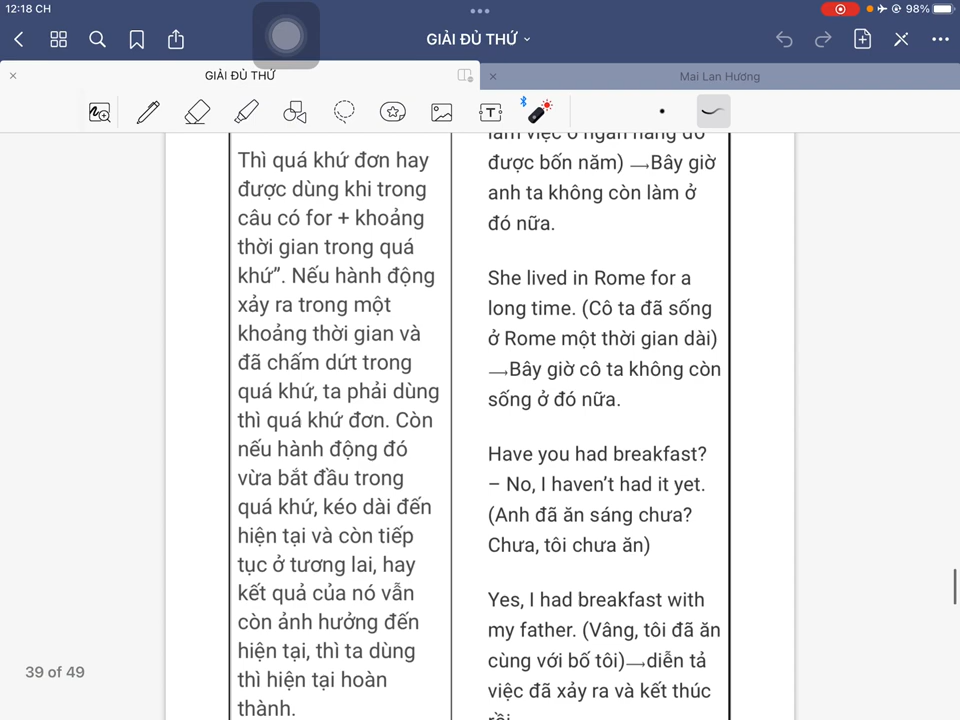 12:18 CH
98%
GIẢI ĐỦ THỨ
GIẢI ĐỦ THỨ
Mai Lan Hương
T
Thì quá khứ đơn hay
được dùng khi trong
câu có for + khoảng
thời gian trong quá
khứ”. Nếu hành động
xảy ra trong một
khoảng thời gian và
đã chấm dứt trong
quá khứ, ta phải dùng
thì quá khứ đơn. Còn
nếu hành động đó
vừa bắt đầu trong
quá khứ, kéo dài đến
hiện tại và còn tiếp
tục ở tương lai, hay
kết quả của nó vẫn
còn ảnh hưởng đến
hiện tại, thì ta dùng
thì hiện tại hoàn
thành.
làm việc ở ngân hàng đó
được bốn năm) →Bây giờ
anh ta không còn làm ở
đó nữa.
She lived in Rome for a
long time. (Cô ta đã sống
ở Rome một thời gian dài)
→Bây giờ cô ta không còn
sống ở đó nữa.
Have you had breakfast?
– No, I haven’t had it yet.
(Anh đã ăn sáng chưa?
Chưa, tôi chưa ăn)
Yes, I had breakfast with
my father. (Vâng, tôi đã ăn
cùng với bố tôi)→diễn tả
việc đã xảy ra và kết thúc
rồi
39 of 49